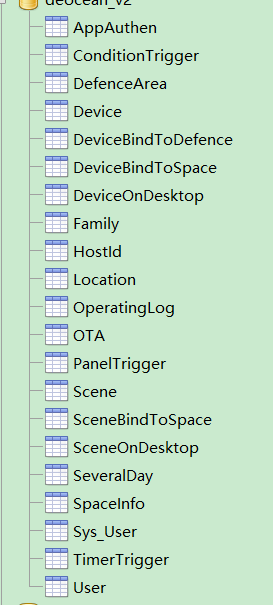 deocean_v2
AppAuthen
ConditionTrigger
DefenceArea
Device
DeviceBindToDefence
DeviceBindToSpace
DeviceOnDesktop
Family
HostId
Location
OperatingLog
OTA
PanelTrigger
Scene
SceneBindToSpace
SceneOnDesktop
SeveralDay
SpaceInfo
Sys_User
TimerTrigger
User